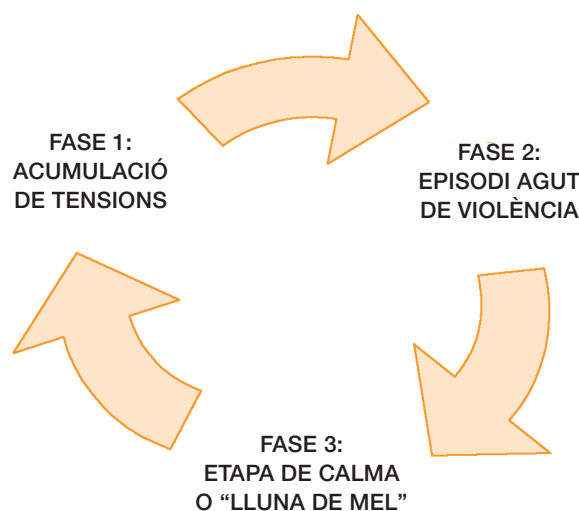 FASE 1:
ACUMULACIÓ
DE TENSIONS
FASE 2:
EPISODI AGUT
DE VIOLÈNCIA
FASE 3:
ETAPA DE CALMA
O “LLUNA DE MEL”